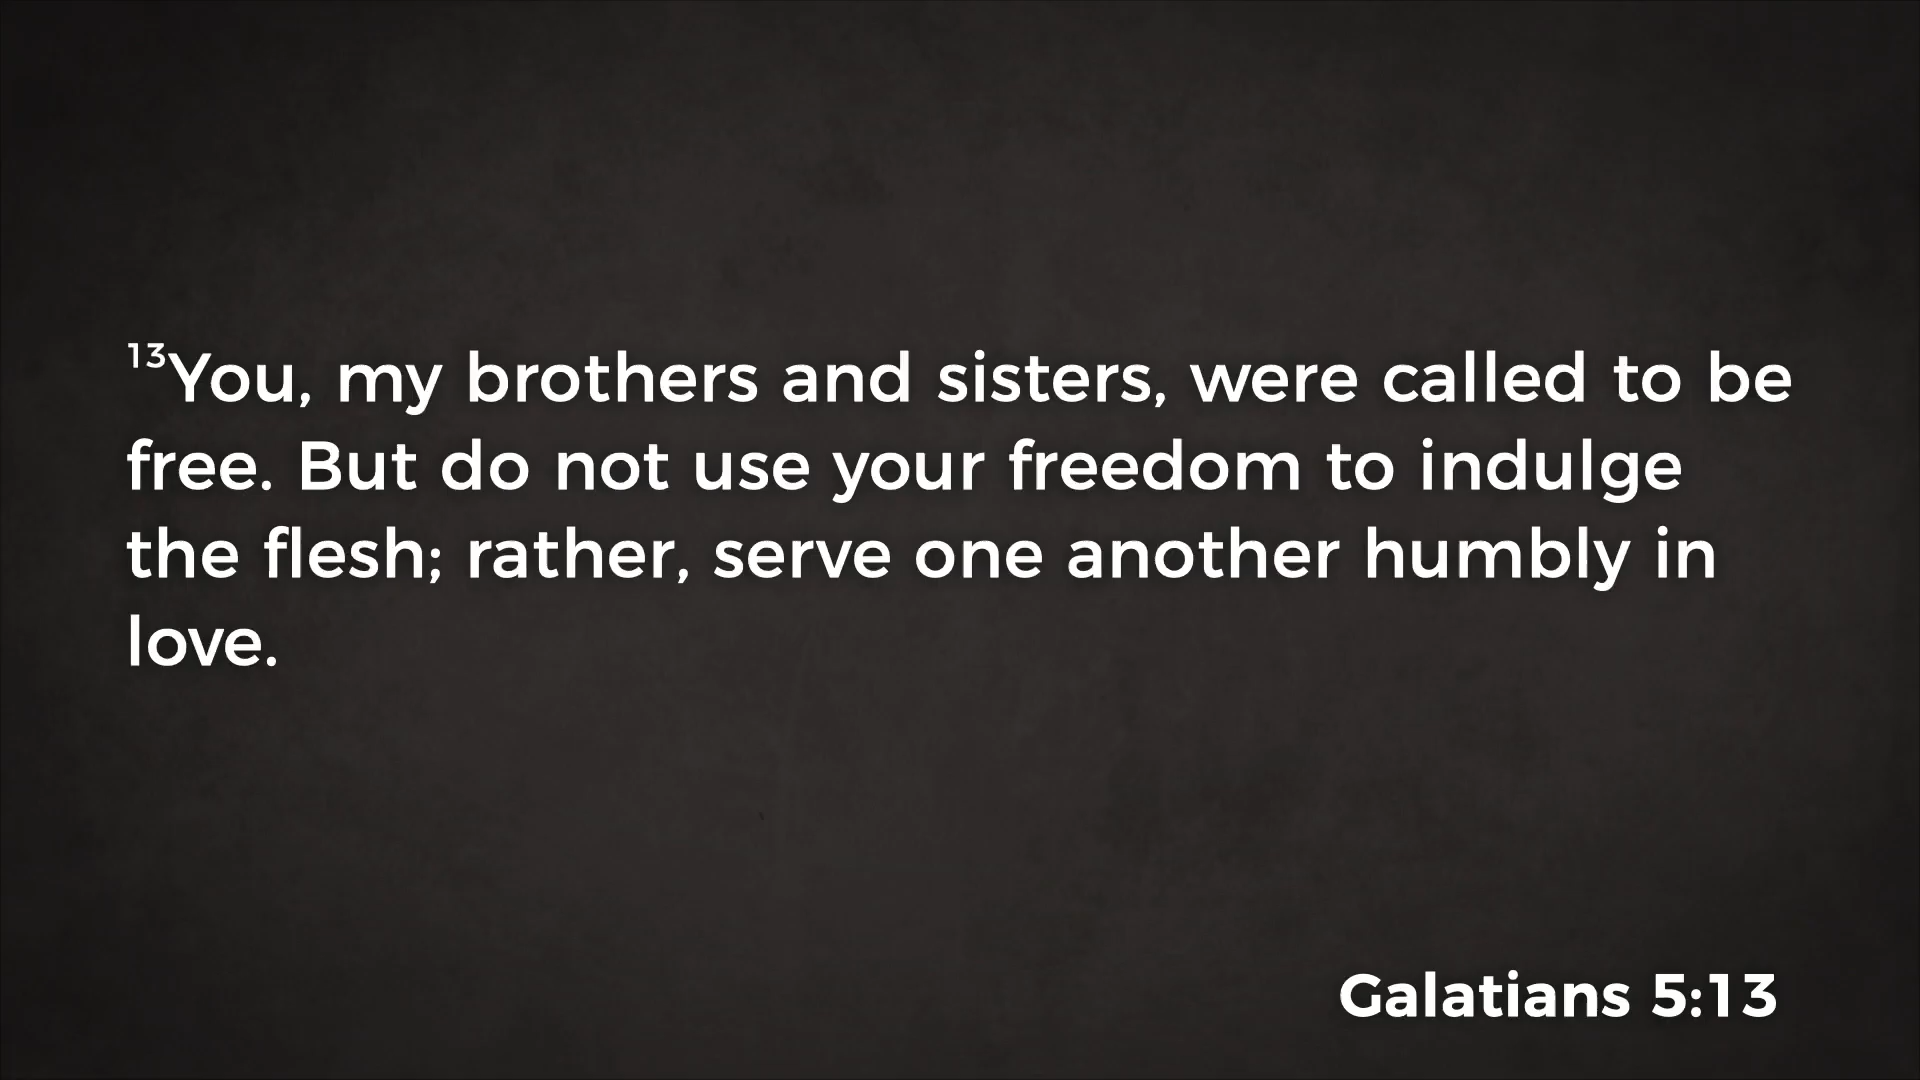 ¹³You, my brothers and sisters, were called to be
free. But do not use your freedom to indulge
the flesh; rather, serve one another humbly in
love.
Galatians 5:13